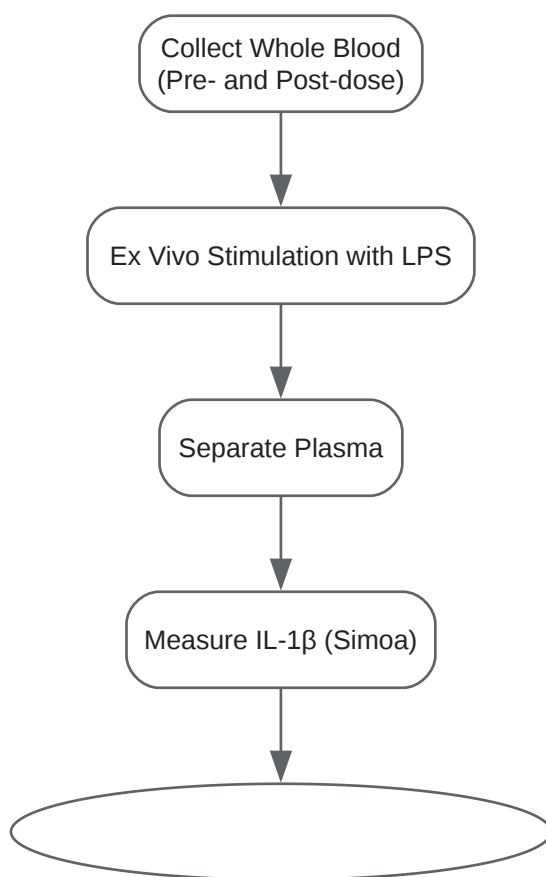 Collect Whole Blood
(Pre- and Post-dose)
Ex Vivo Stimulation with LPS
Separate Plasma
Measure IL-1β (Simoa)